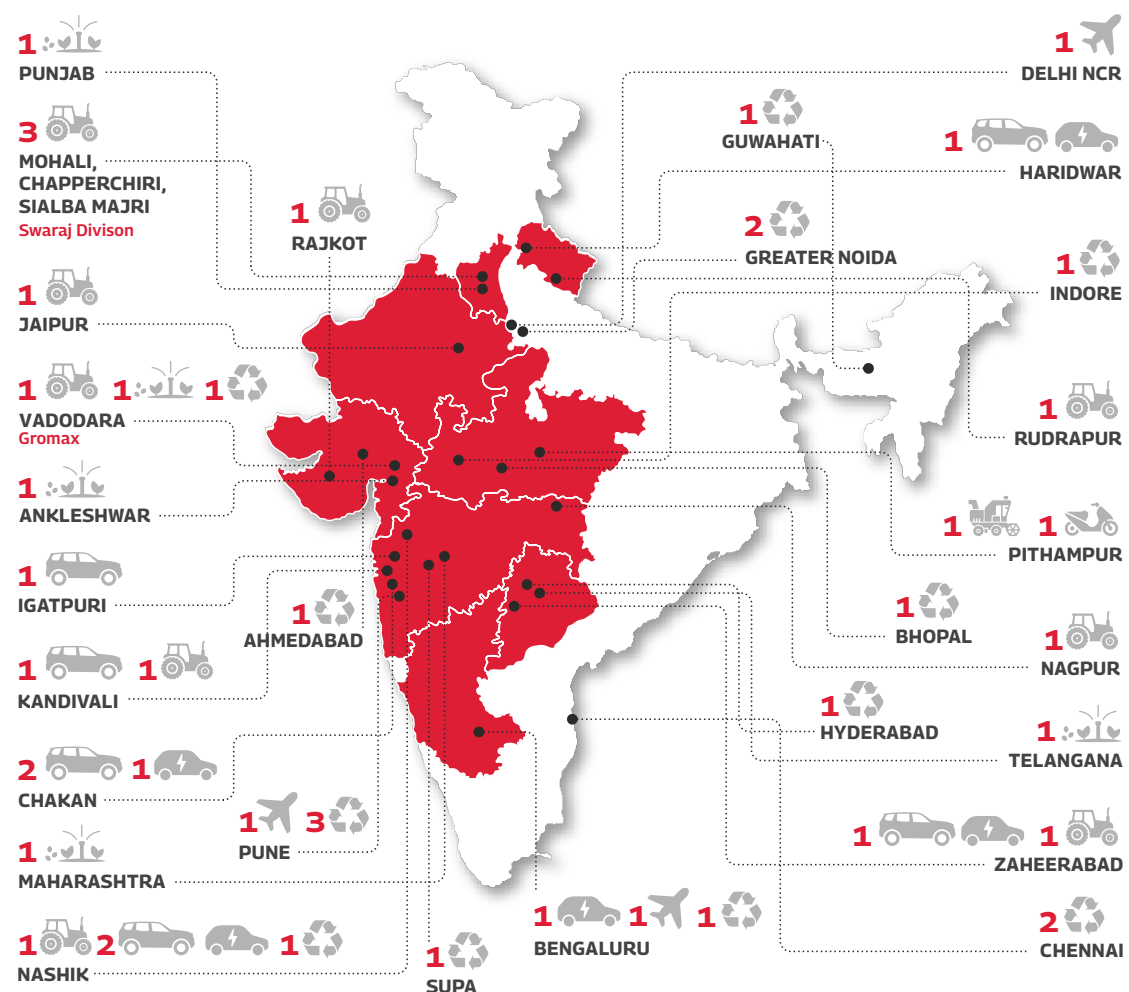 1
PUNJAB
3
MOHALI,
CHAPPERCHIRI,
SIALBA MAJRI
Swaraj Divison
1
RAJKOT
1
JAIPUR
1 1 1
VADODARA
Gromax
1
ANKLESHWAR
1
IGATPURI
1
AHMEDABAD
1 1
KANDIVALI
2 1
CHAKAN
1 3
PUNE
1
MAHARASHTRA
1 2 1
NASHIK
1
SUPA
1 1 1
BENGALURU
1
DELHI NCR
1
GUWAHATI
1
HARIDWAR
2
GREATER NOIDA
1
INDORE
1
RUDRAPUR
1 1
PITHAMPUR
1
BHOPAL
1
NAGPUR
1
HYDERABAD
1
TELANGANA
1 1
ZAHEERABAD
2
CHENNAI